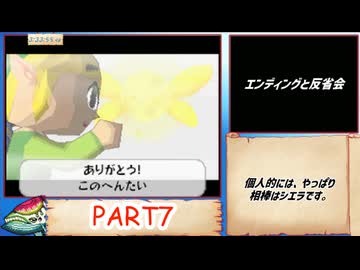 エンディングと反省会
ありがとう!
このへんたい
個人的には、やっぱり
相棒はシエラです。
PART7